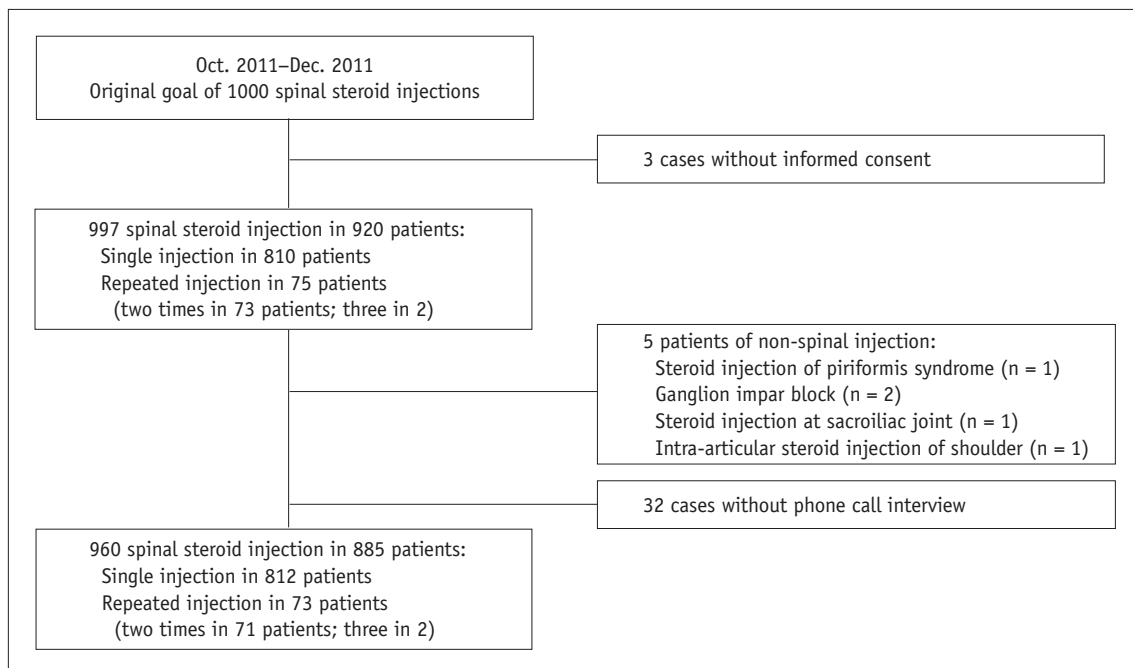 Oct. 2011–Dec. 2011
Original goal of 1000 spinal steroid injections
3 cases without informed consent
997 spinal steroid injection in 920 patients:
Single injection in 810 patients
Repeated injection in 75 patients
(two times in 73 patients; three in 2)
5 patients of non-spinal injection:
Steroid injection of piriformis syndrome (n = 1)
Ganglion impar block (n = 2)
Steroid injection at sacroiliac joint (n = 1)
Intra-articular steroid injection of shoulder (n = 1)
32 cases without phone call interview
960 spinal steroid injection in 885 patients:
Single injection in 812 patients
Repeated injection in 73 patients
(two times in 71 patients; three in 2)